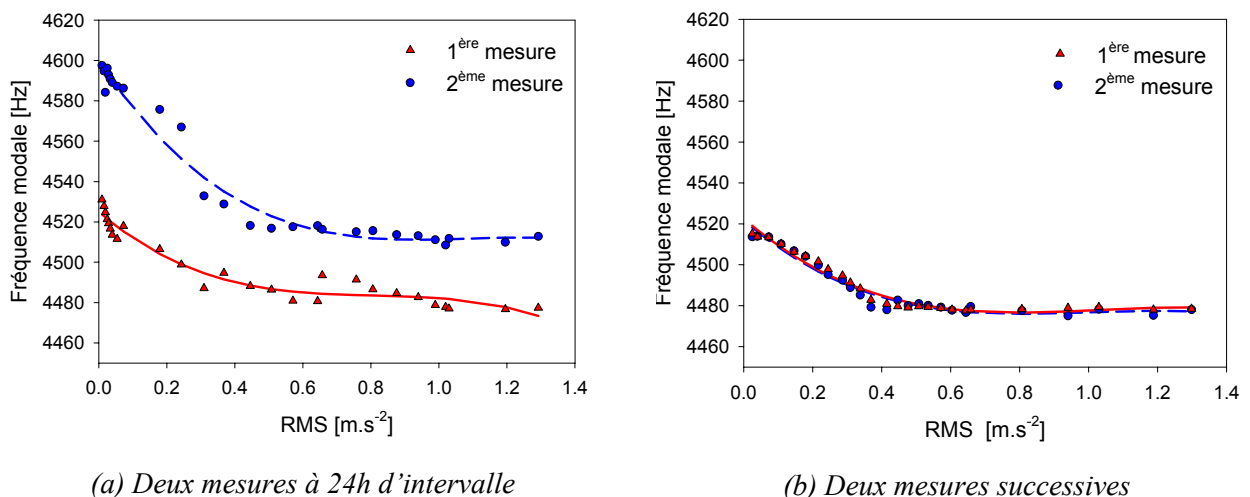 4620
4600
4580
4560
4540
4520
4500
4480
4460
Fréquence modale [Hz]
1ère mesure
2ème mesure
0.0 0.2 0.4 0.6 0.8 1.0 1.2 1.4
RMS [m.s-2]
(a) Deux mesures à 24h d'intervalle
4620
4600
4580
4560
4540
4520
4500
4480
4460
Fréquence modale [Hz]
1ère mesure
2ème mesure
0.0 0.2 0.4 0.6 0.8 1.0 1.2 1.4
RMS [m.s-2]
(b) Deux mesures successives